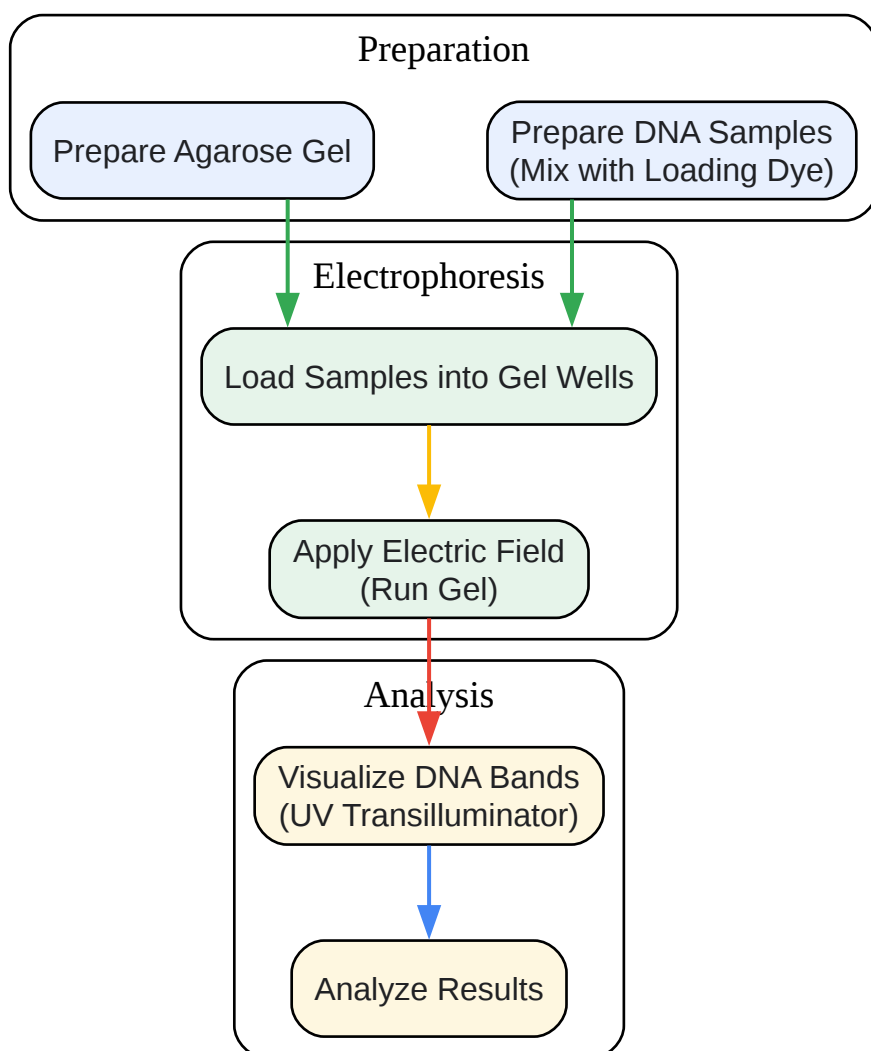 Preparation
Prepare Agarose Gel
Prepare DNA Samples
(Mix with Loading Dye)
Electrophoresis
Load Samples into Gel Wells
Apply Electric Field
(Run Gel)
Analysis
Visualize DNA Bands
(UV Transilluminator)
Analyze Results